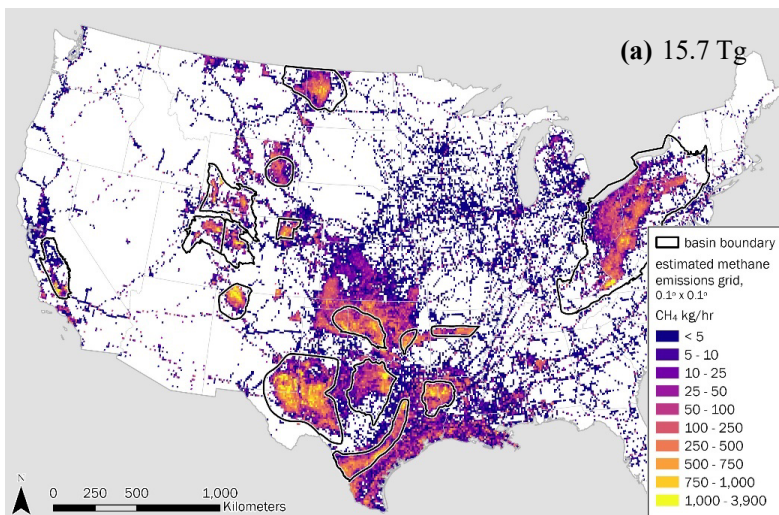 (a) 15.7 Tg
basin boundary
estimated methane
emissions grid,
0.1° x 0.1°
CH₄ kg/hr
< 5
5 - 10
10 - 25
25 - 50
50 - 100
100 - 250
250 - 500
500 - 750
750 - 1,000
1,000 - 3,900
N
0 250 500 1,000
Kilometers